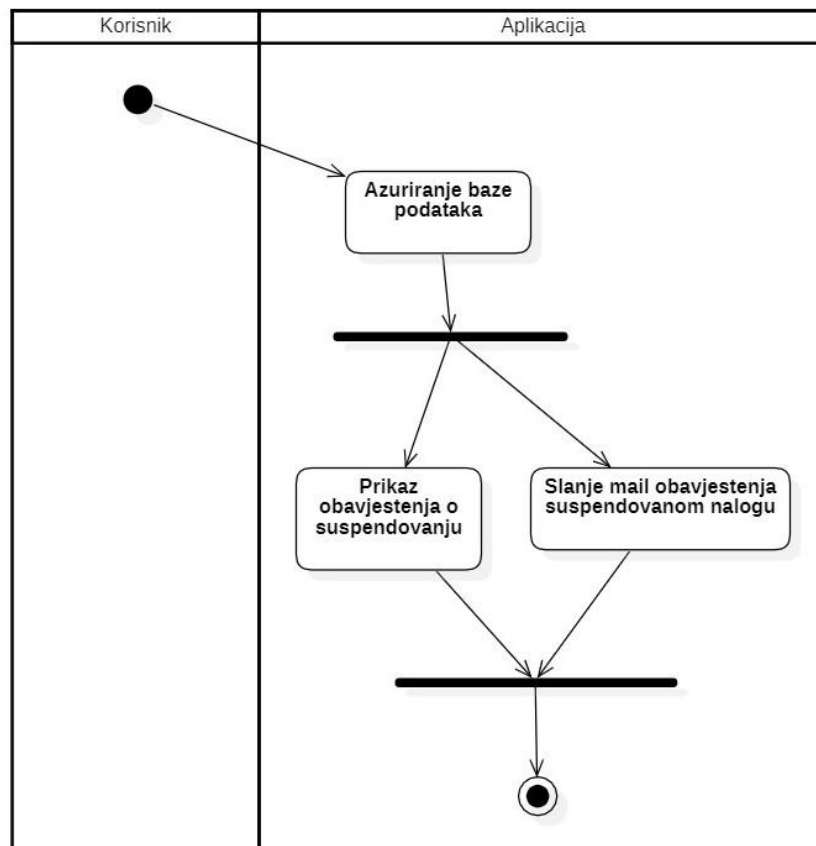 Korisnik
Aplikacija
Azuriranje baze
podataka
Prikaz
obavjestenja o
suspendovanju
Slanje mail obavjestenja
suspendovanom nalogu